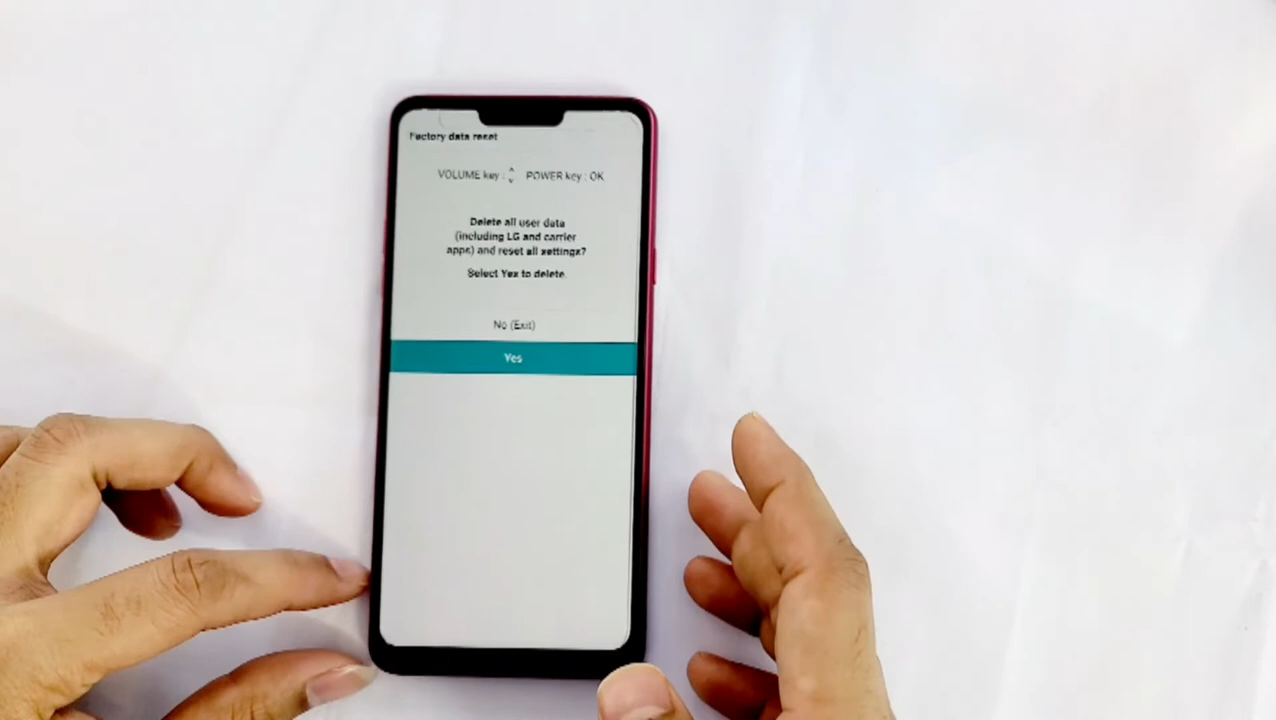 Factory data reset
VOLUME key : POWER key : OK
Delete all user data
(including LG and carrier
apps) and reset all settings?
Select Yes to delete.
No (Exit)
Yes